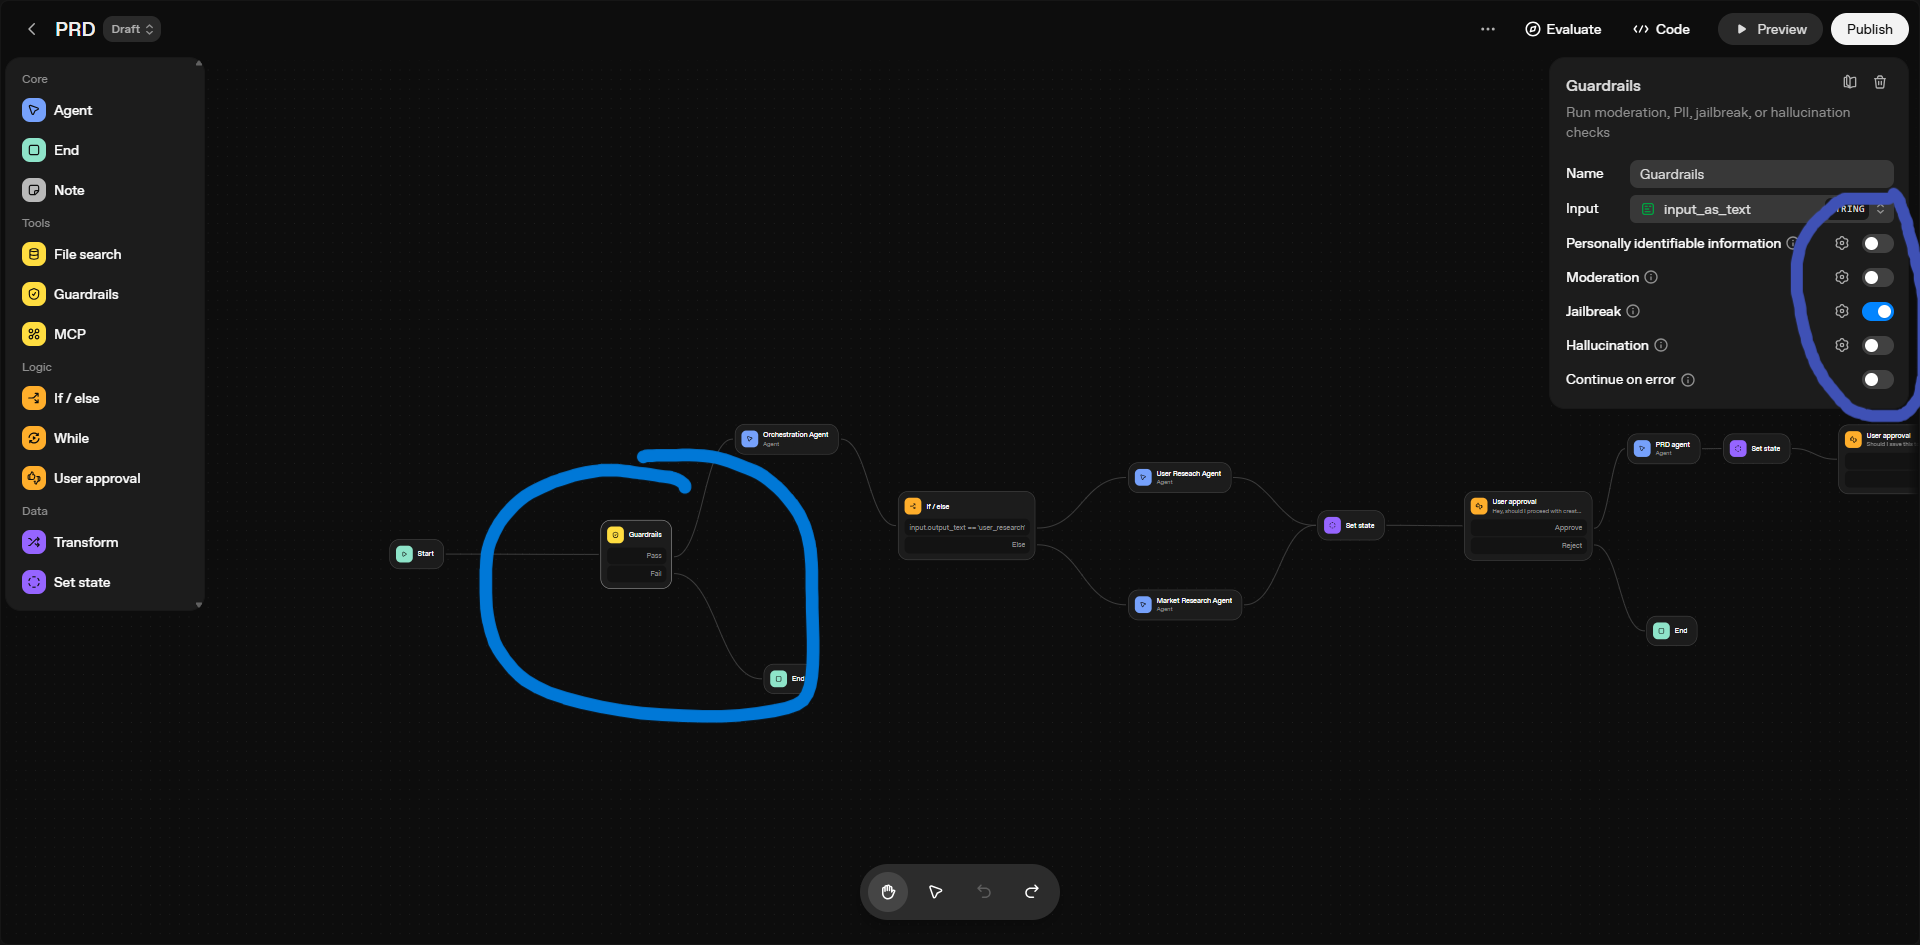 PRD
Draft
Evaluate
Code
Preview
Publish
Core
Agent
End
Note
Tools
File search
Guardrails
MCP
Logic
If / else
While
User approval
Data
Transform
Set state
Start
Guardrails
Pass
Fail
End
Orchestration Agent
Agent
If / else
input.output_text == 'user_research'
Else
User Reseach Agent
Agent
Market Research Agent
Agent
Set state
User approval
Hey, should I proceed with creat...
Approve
Reject
End
PRD agent
Agent
Set state
User approval
Should I save this
Guardrails
Run moderation, PII, jailbreak, or hallucination
checks
Name
Guardrails
Input
input_as_text
TRING
Personally identifiable information
Moderation
Jailbreak
Hallucination
Continue on error